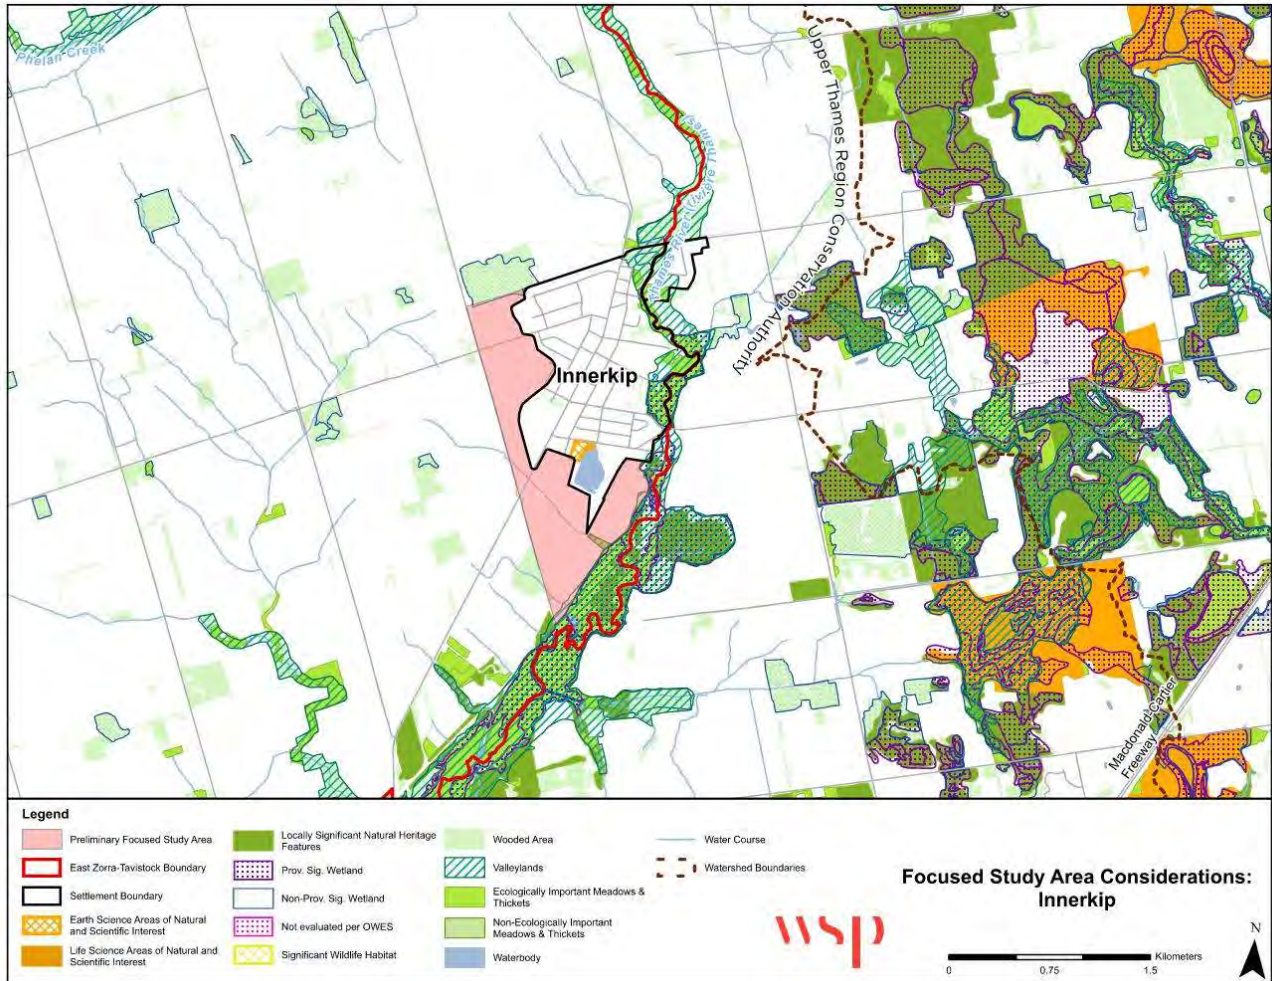 Phelan Creek
Thames River (rivière Thames)
Upper Thames Region Conservation Authority
Innerkip
Macdonald-Cartier
Freeway
Legend
Preliminary Focused Study Area
East Zorra-Tavistock Boundary
Settlement Boundary
Earth Science Areas of Natural
and Scientific Interest
Life Science Areas of Natural and
Scientific Interest
Locally Significant Natural Heritage
Features
Prov. Sig. Wetland
Non-Prov. Sig. Wetland
Not evaluated per OWES
Significant Wildlife Habitat
Wooded Area
Valleylands
Ecologically Important Meadows &
Thickets
Non-Ecologically Important
Meadows & Thickets
Waterbody
Water Course
Watershed Boundaries
wsp
Focused Study Area Considerations:
Innerkip
Kilometers
0 0.75 1.5
N